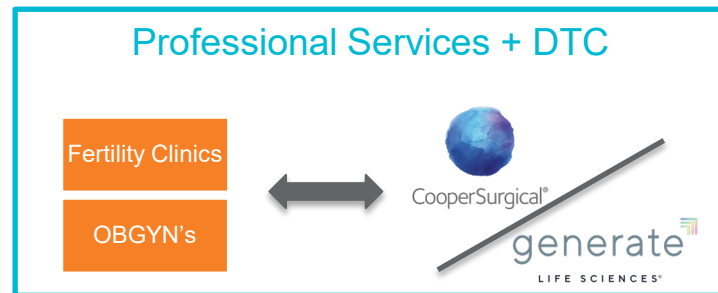 Professional Services + DTC
Fertility Clinics
OBGYN’s
CooperSurgical®
generate
LIFE SCIENCES®